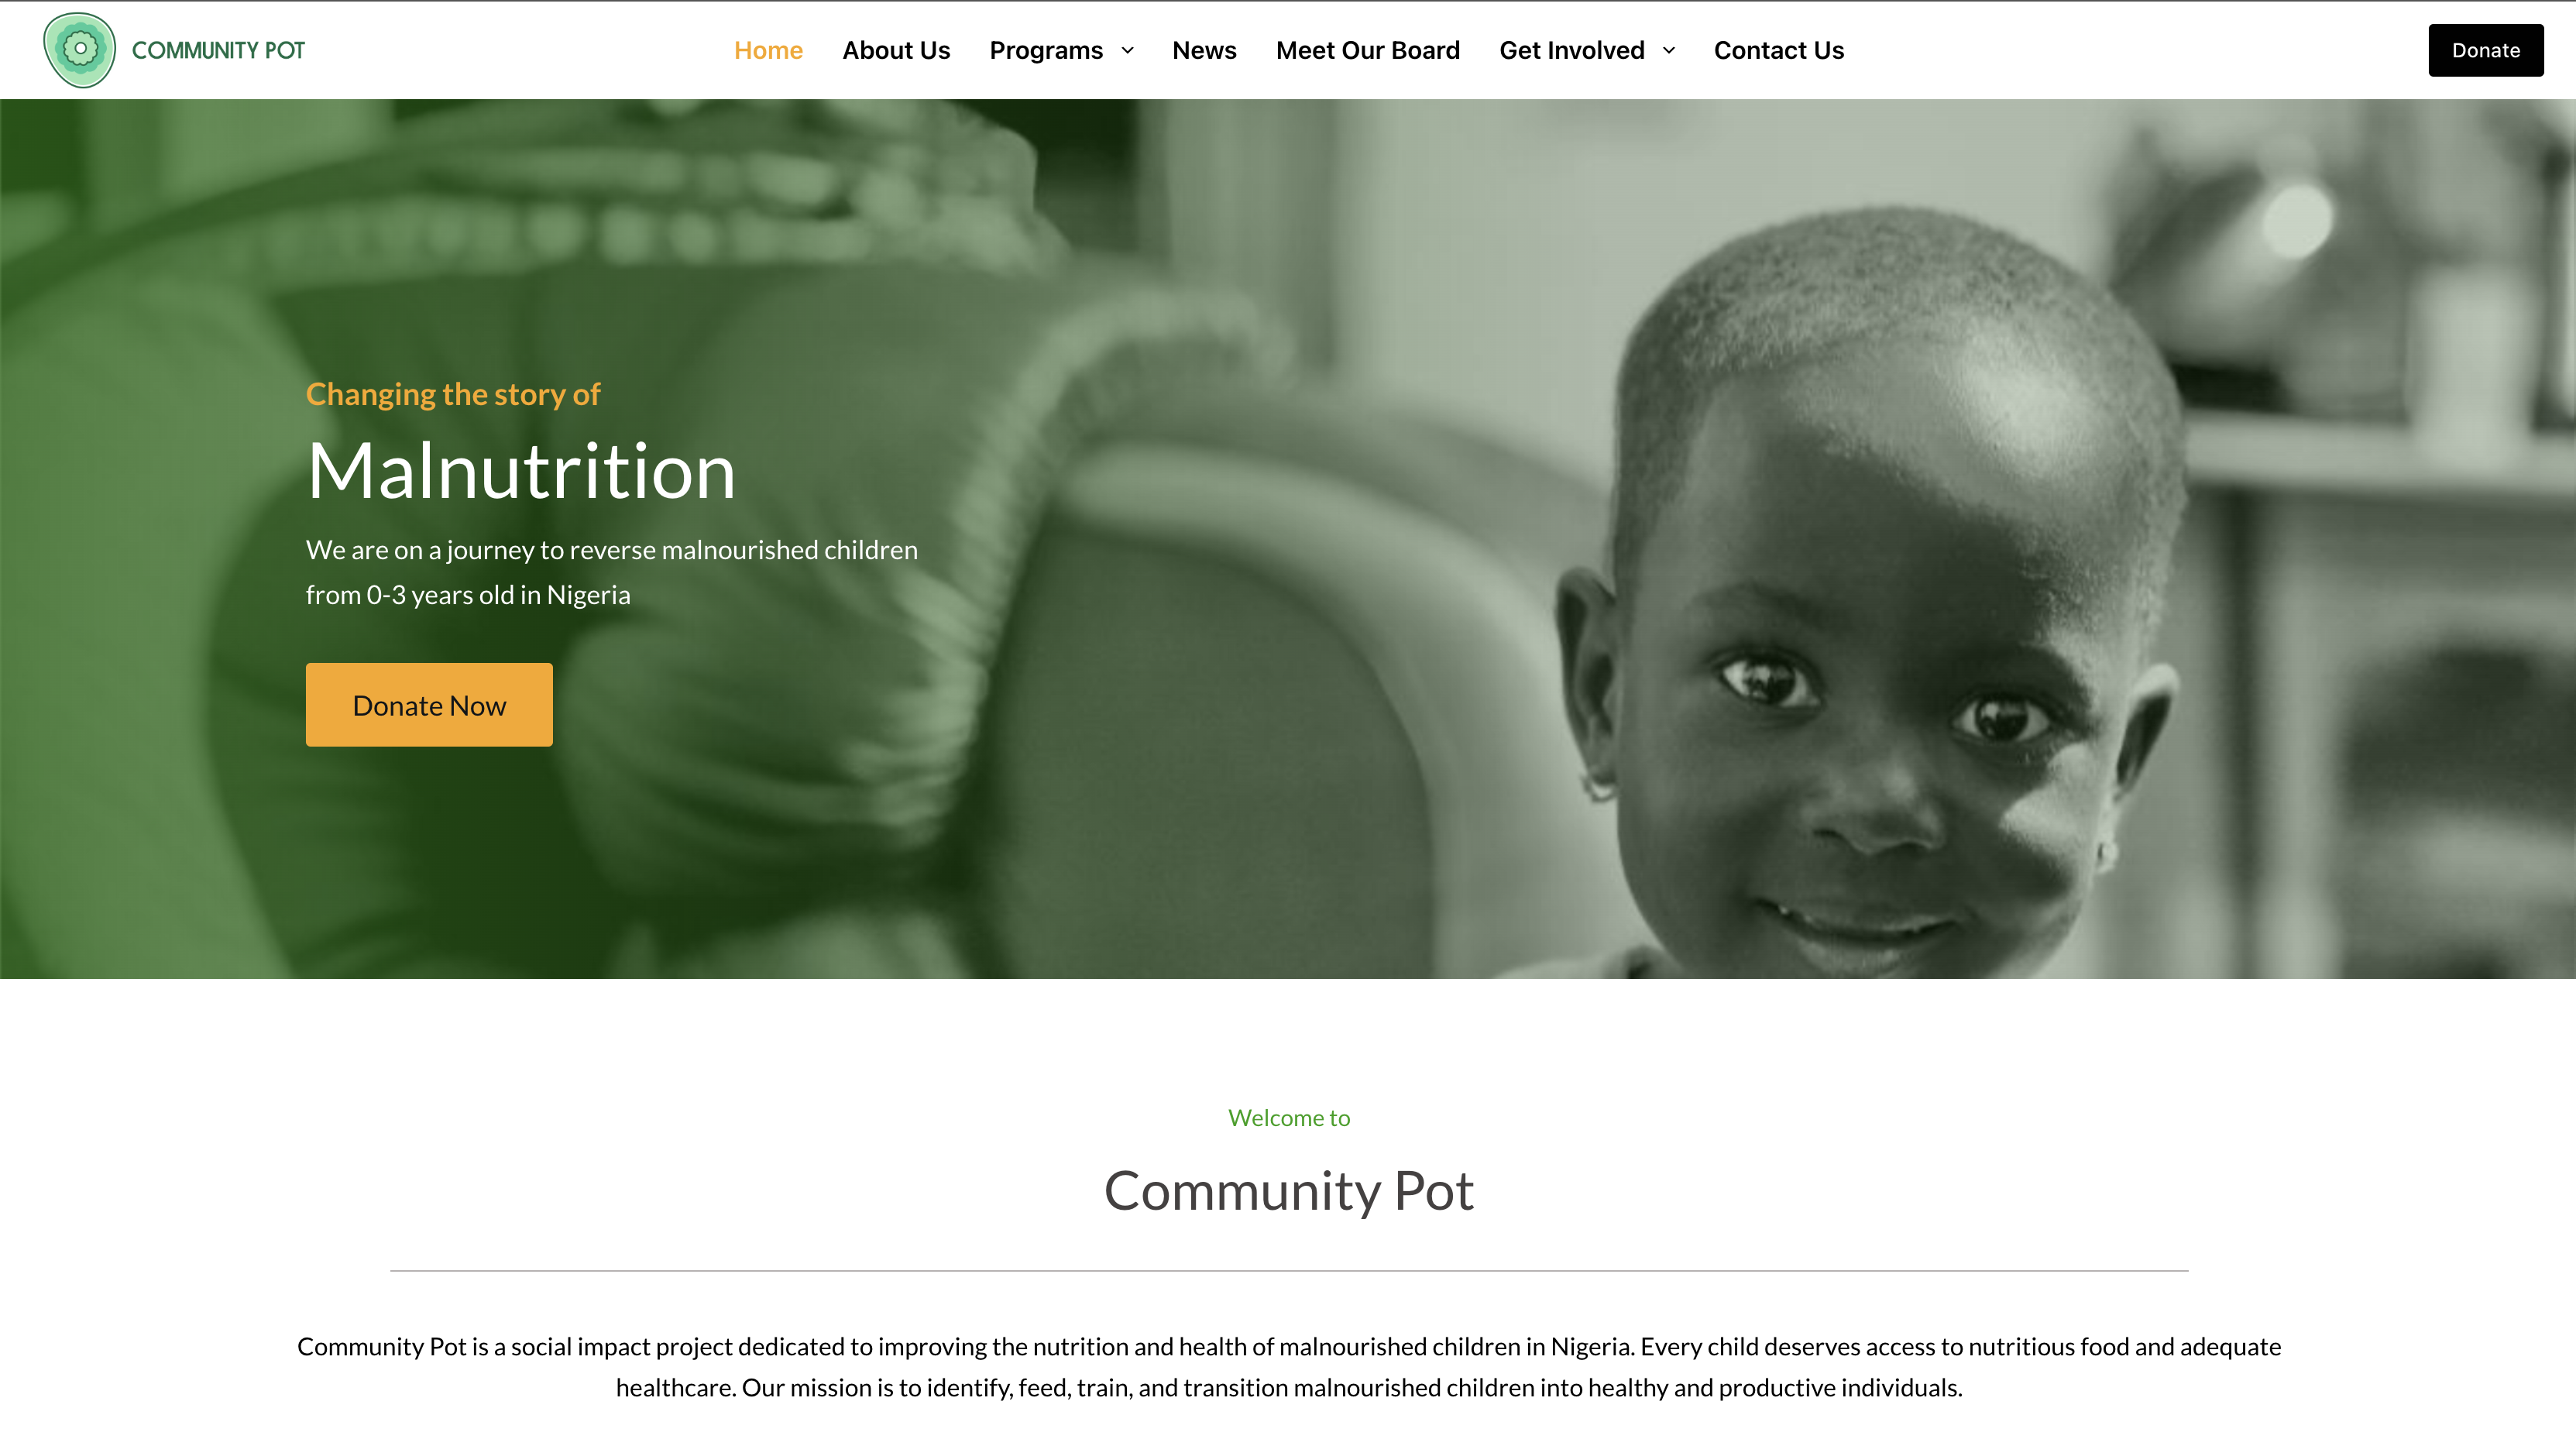 COMMUNITY POT
Home
About Us
Programs
News
Meet Our Board
Get Involved
Contact Us
Donate
Changing the story of
Malnutrition
We are on a journey to reverse malnourished children
from 0-3 years old in Nigeria
Donate Now
Welcome to
Community Pot
Community Pot is a social impact project dedicated to improving the nutrition and health of malnourished children in Nigeria. Every child deserves access to nutritious food and adequate
healthcare. Our mission is to identify, feed, train, and transition malnourished children into healthy and productive individuals.